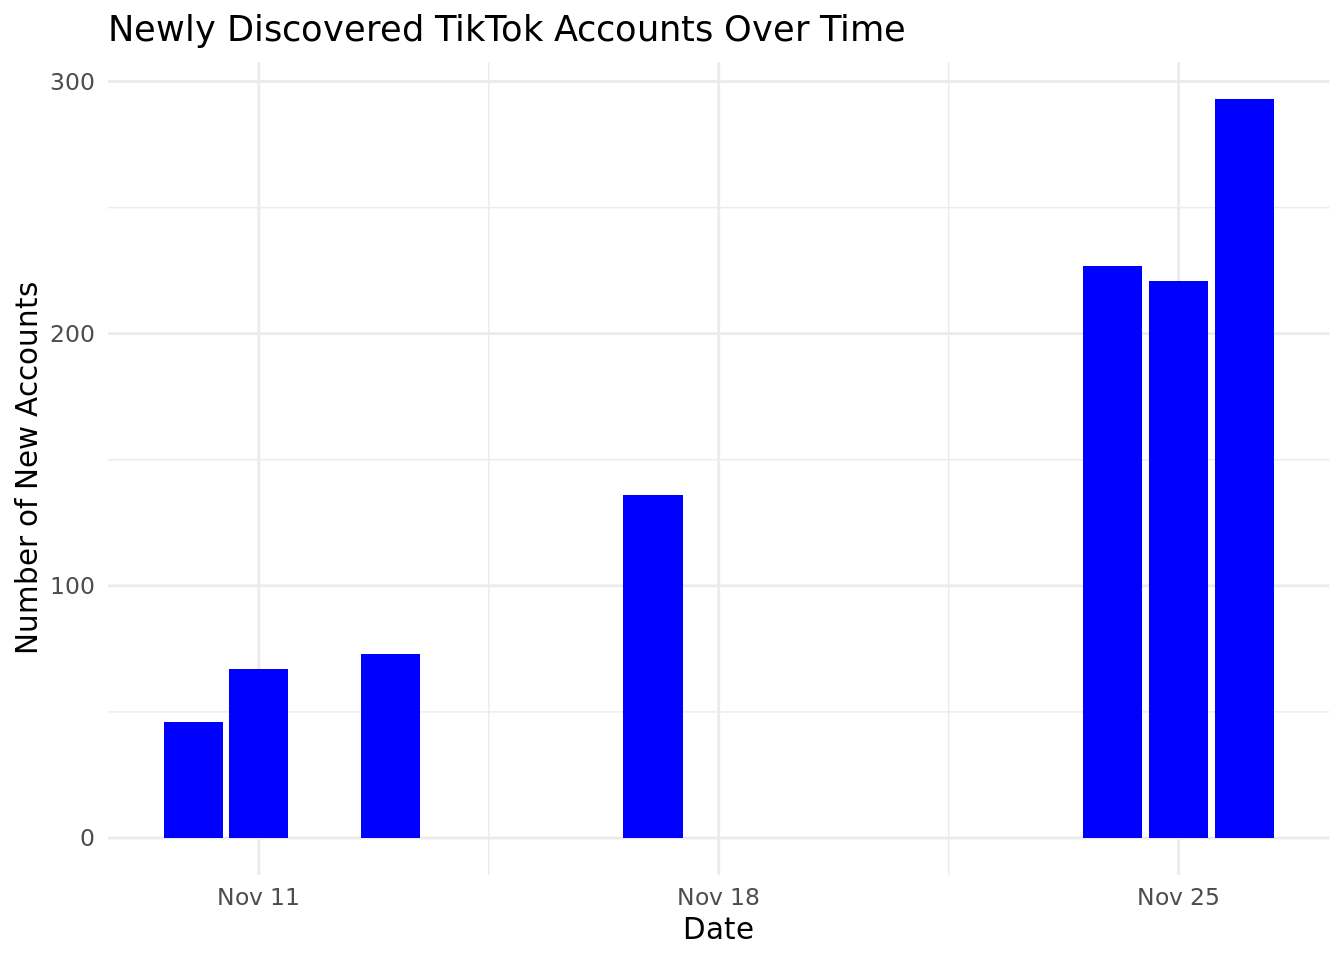 Newly Discovered TikTok Accounts Over Time
Number of New Accounts
300
200
100
0
Nov 11
Nov 18
Nov 25
Date